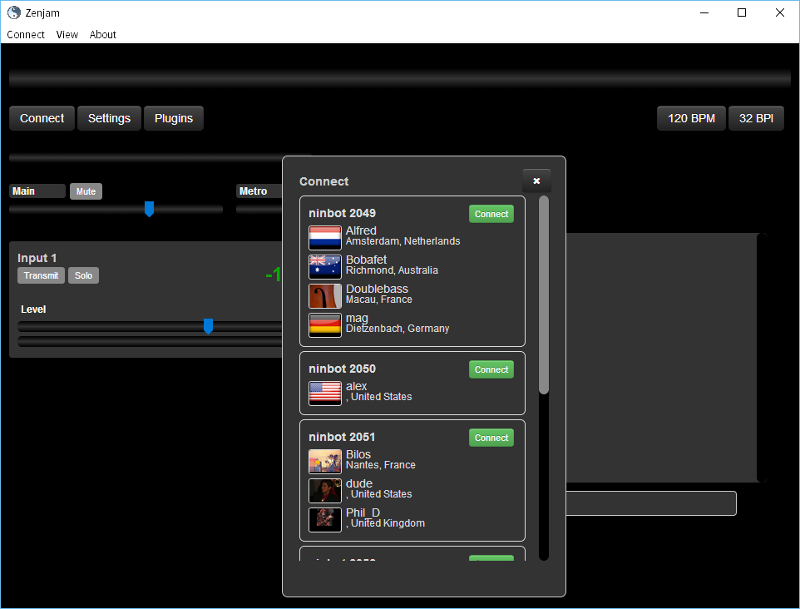 Zenjam
Connect View About
Connect Settings Plugins 120 BPM 32 BPI
Main Mute Metro
Input 1
Transmit Solo -1
Level
Connect
ninbot 2049 Connect
Alfred
Amsterdam, Netherlands
Bobafet
Richmond, Australia
Doublebass
Macau, France
mag
Dietzenbach, Germany
ninbot 2050 Connect
alex
, United States
ninbot 2051 Connect
Bilos
Nantes, France
dude
, United States
Phil_D
, United Kingdom